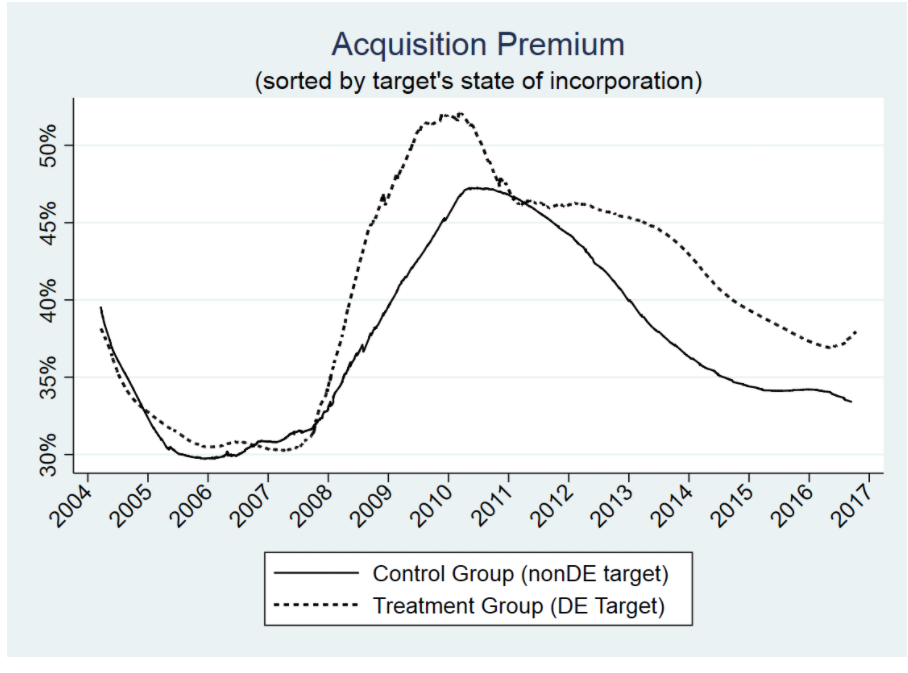 Acquisition Premium
(sorted by target's state of incorporation)
50%
45%
40%
35%
30%
2004 2005 2006 2007 2008 2009 2010 2011 2012 2013 2014 2015 2016 2017
Control Group (nonDE target)
Treatment Group (DE Target)